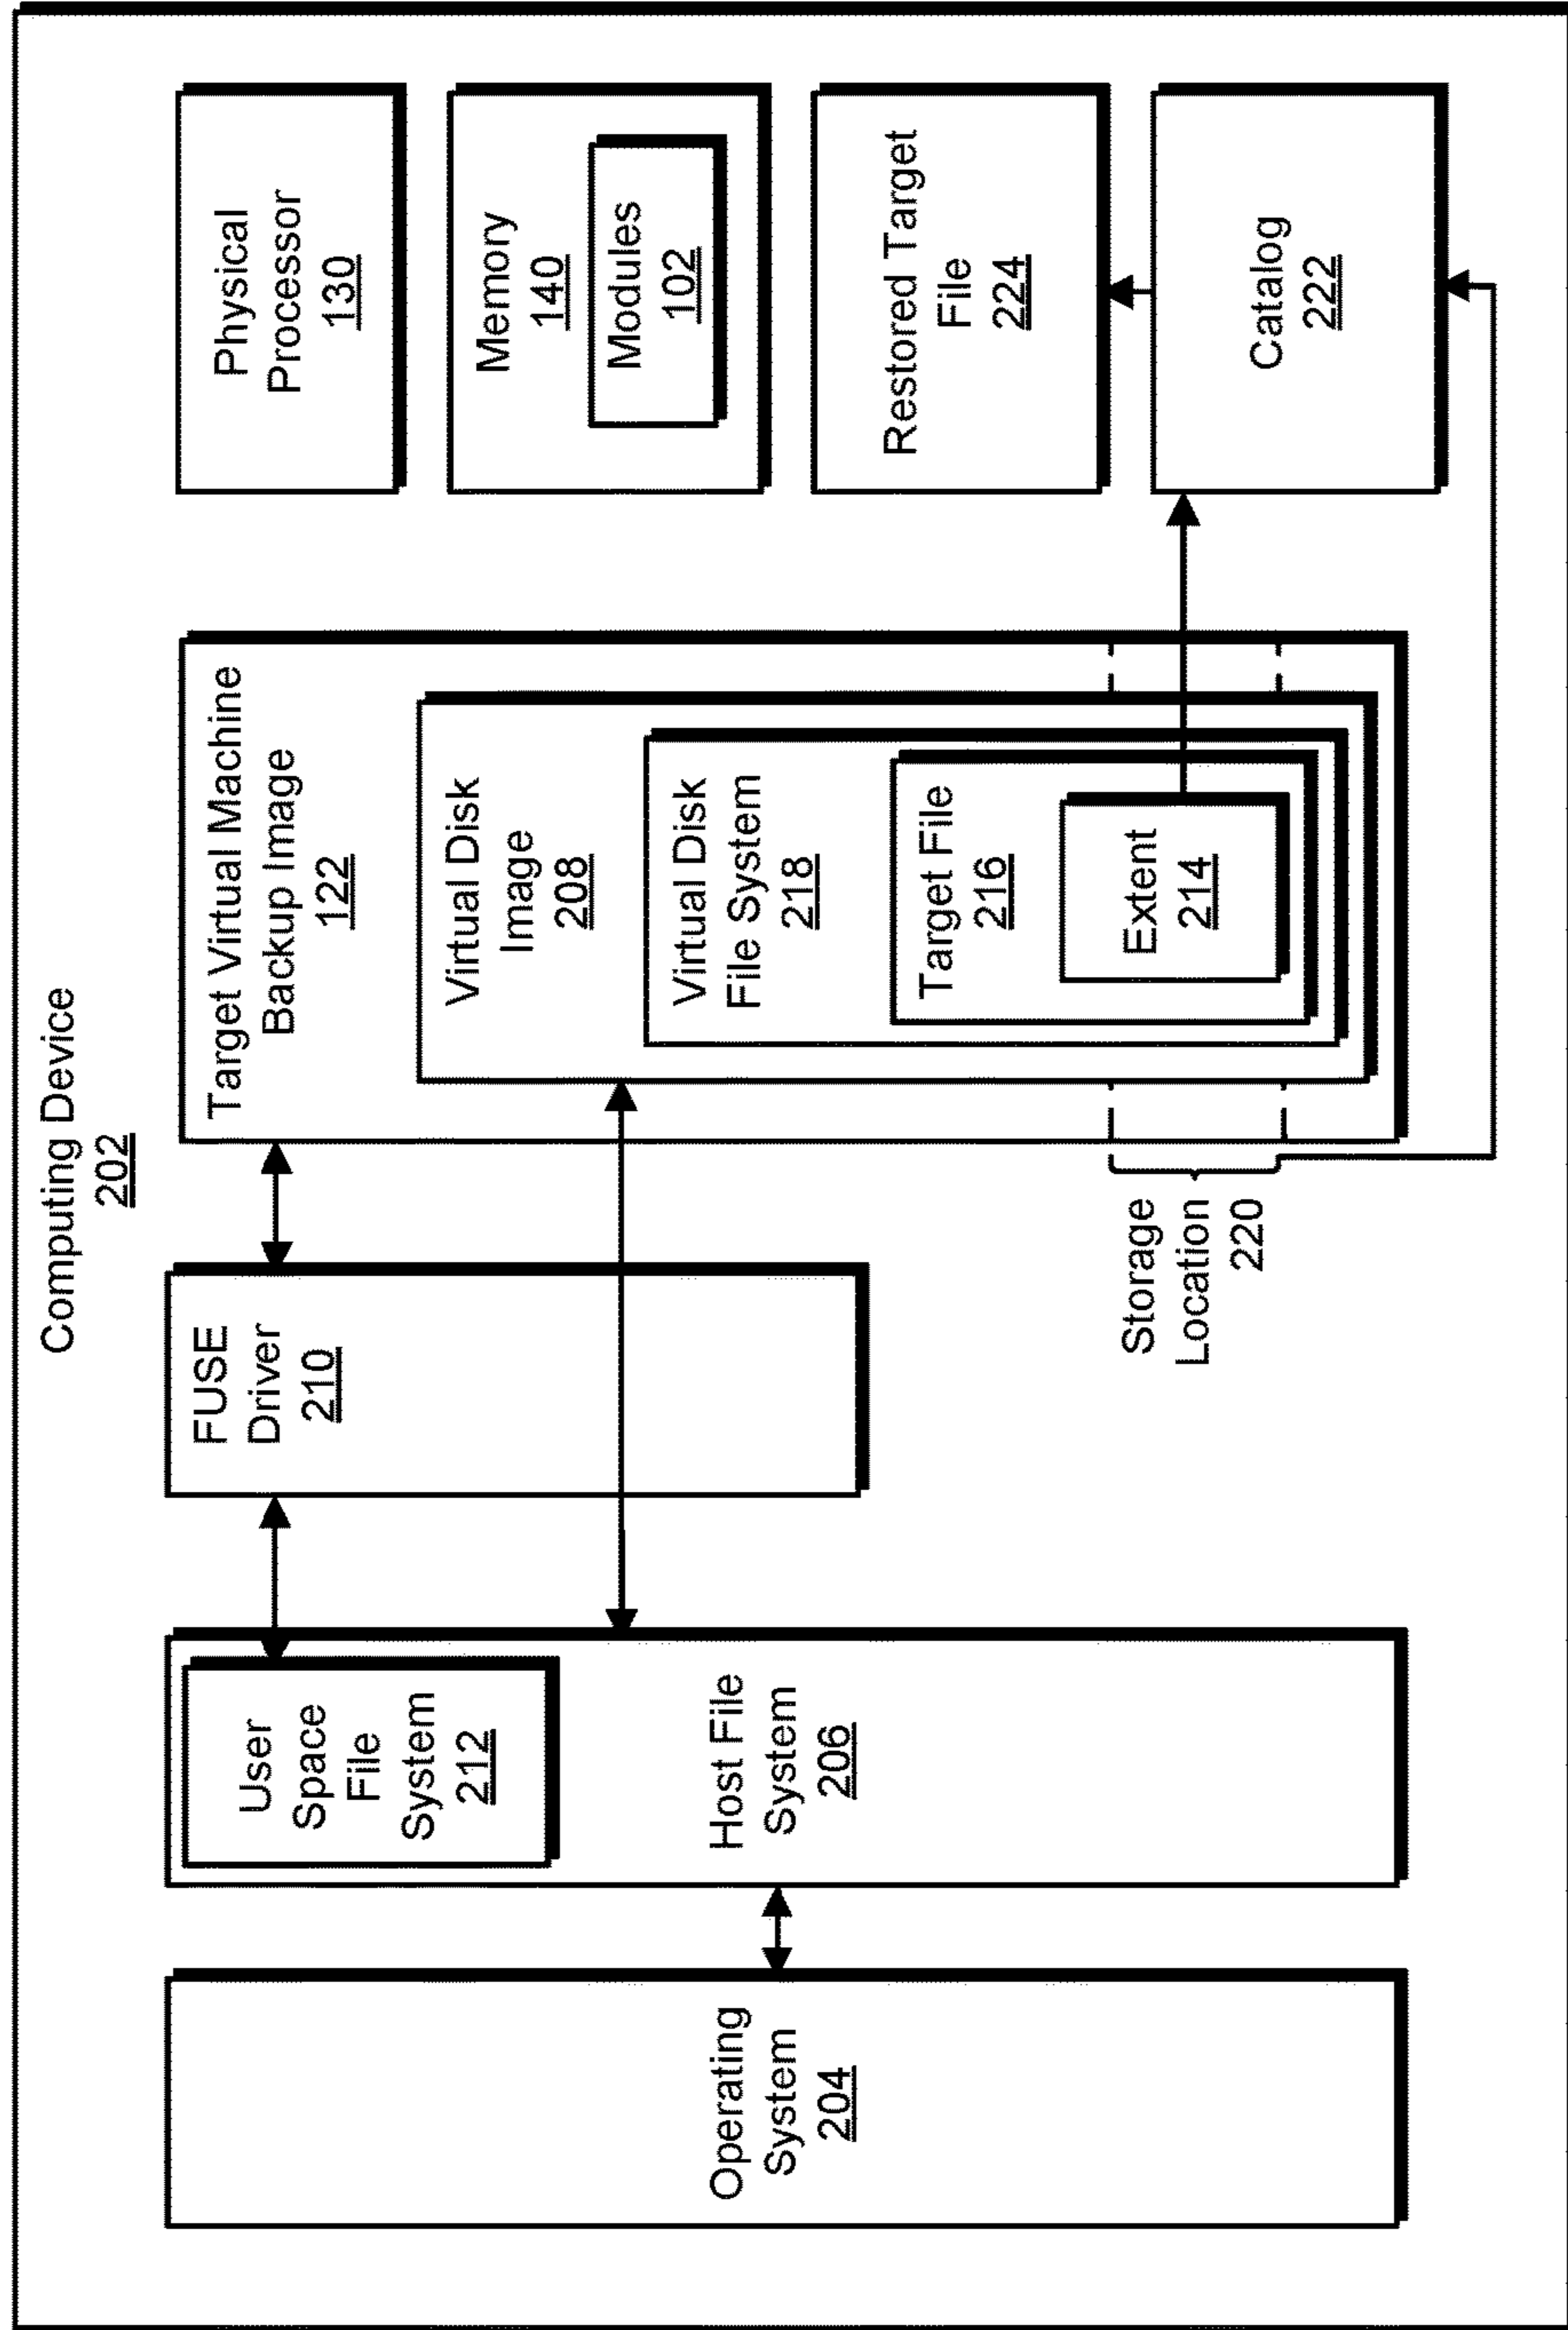 Computing Device
202
Operating
System
204
User
Space
File
System
212
Host File
System
206
FUSE
Driver
210
Storage
Location
220
Target Virtual Machine
Backup Image
122
Virtual Disk
Image
208
Virtual Disk
File System
218
Target File
216
Extent
214
Physical
Processor
130
Memory
140
Modules
102
Restored Target
File
224
Catalog
222